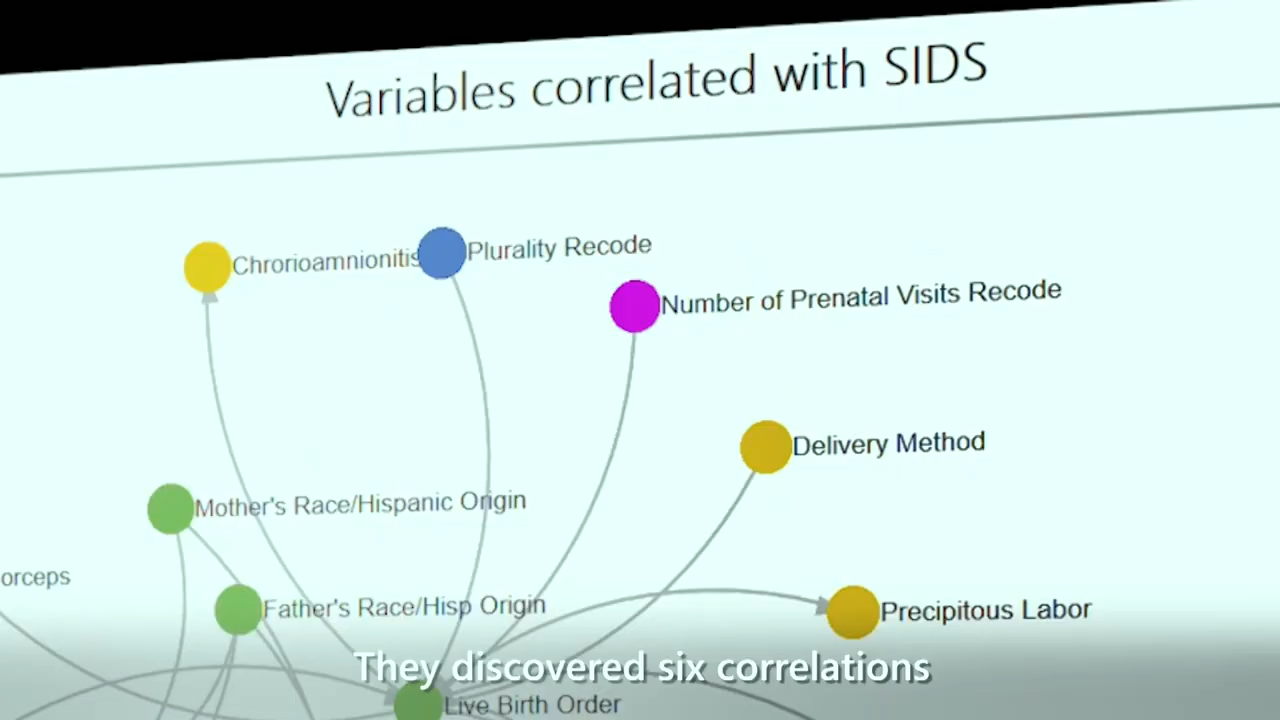 Variables correlated with SIDS
Chrorioamnionitis
Plurality Recode
Number of Prenatal Visits Recode
Delivery Method
Mother's Race/Hispanic Origin
orceps
Father's Race/Hisp Origin
Precipitous Labor
They discovered six correlations
Live Birth Order